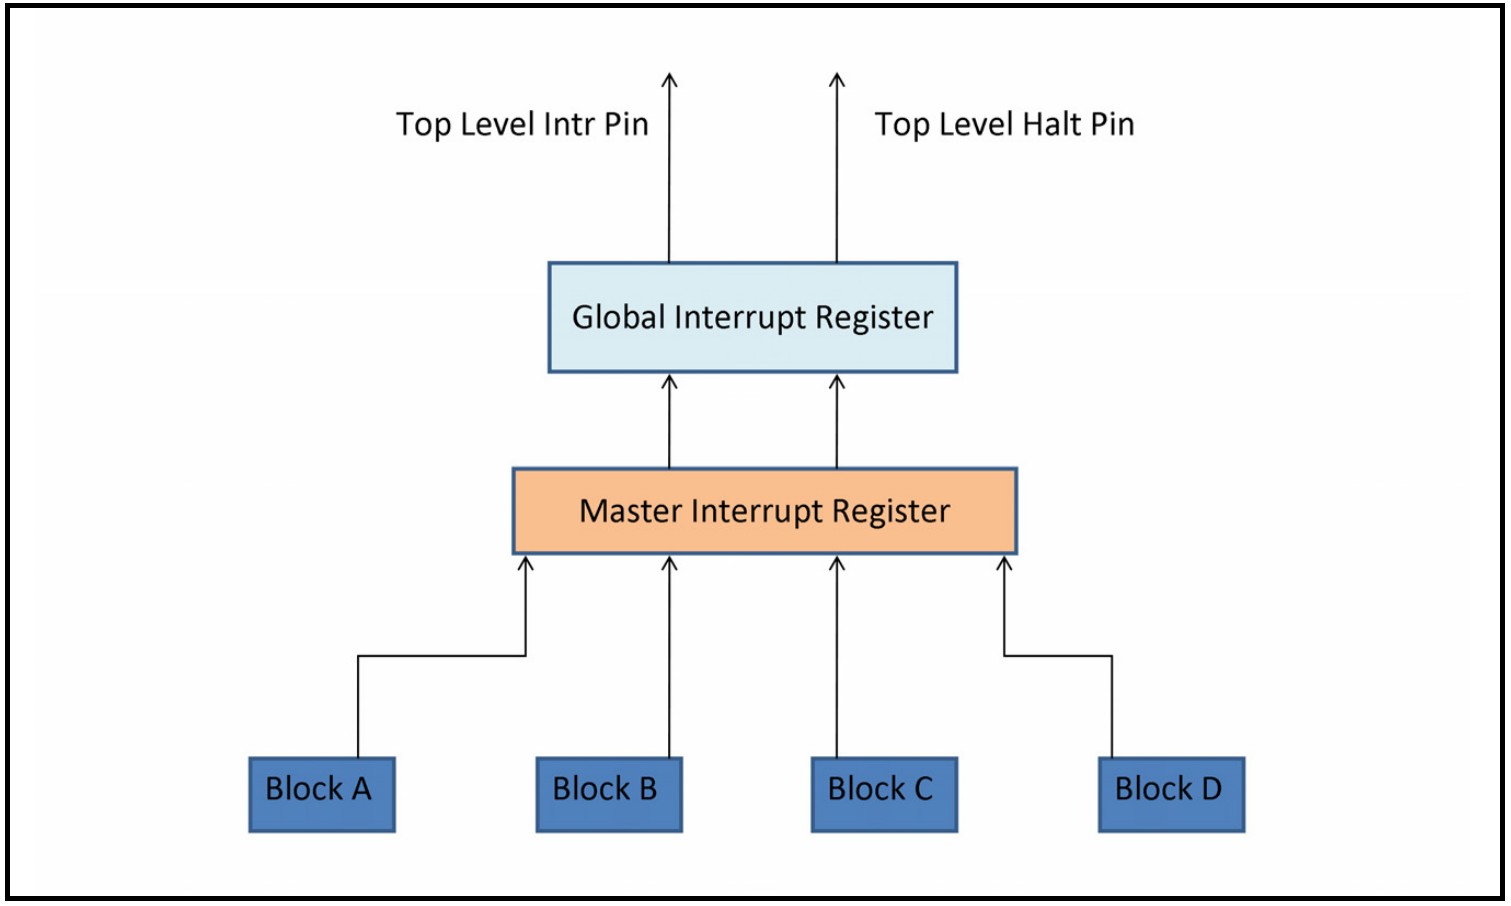 Top Level Intr Pin
Top Level Halt Pin
Global Interrupt Register
Master Interrupt Register
Block A
Block B
Block C
Block D